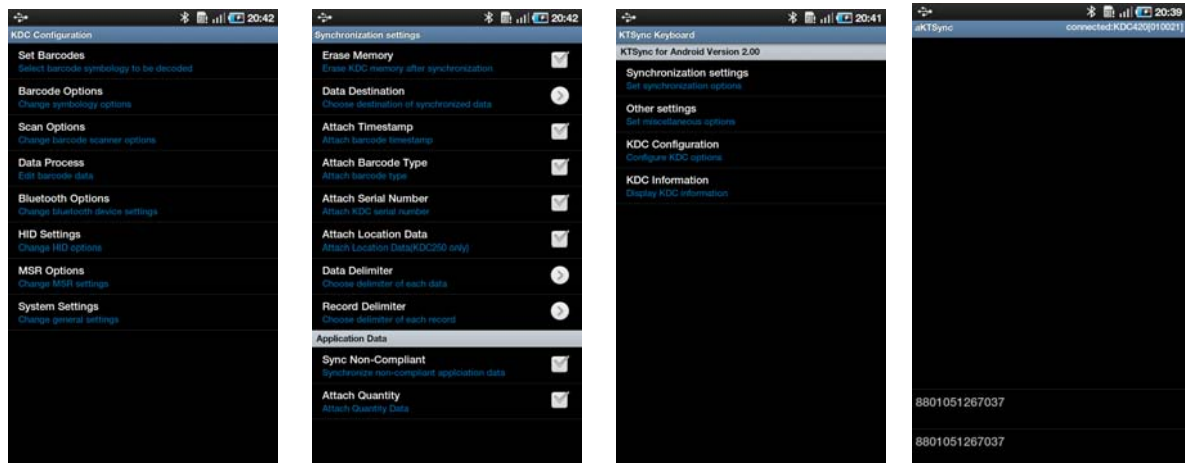 20:42
KDC Configuration
Set Barcodes
Select barcode symbology to be decoded
Barcode Options
Change symbology options
Scan Options
Change barcode scanner options
Data Process
Edit barcode data
Bluetooth Options
Change bluetooth device settings
HID Settings
Change HID options
MSR Options
Change MSR settings
System Settings
Change general settings
20:42
Synchronization settings
Erase Memory
Erase KDC memory after synchronization
Data Destination
Choose destination of synchronized data
Attach Timestamp
Attach barcode timestamp
Attach Barcode Type
Attach barcode type
Attach Serial Number
Attach KDC serial number
Attach Location Data
Attach Location Data(KDC250 only)
Data Delimiter
Choose delimiter of each data
Record Delimiter
Choose delimiter of each record
Application Data
Sync Non-Compliant
Synchronize non-compliant applciation data
Attach Quantity
Attach Quantity Data
20:41
KTSync Keyboard
KTSync for Android Version 2.00
Synchronization settings
Set synchronization options
Other settings
Set miscellaneous options
KDC Configuration
Configure KDC options
KDC Information
Display KDC information
20:39
aKTSync connected:KDC420[010021]
8801051267037
8801051267037